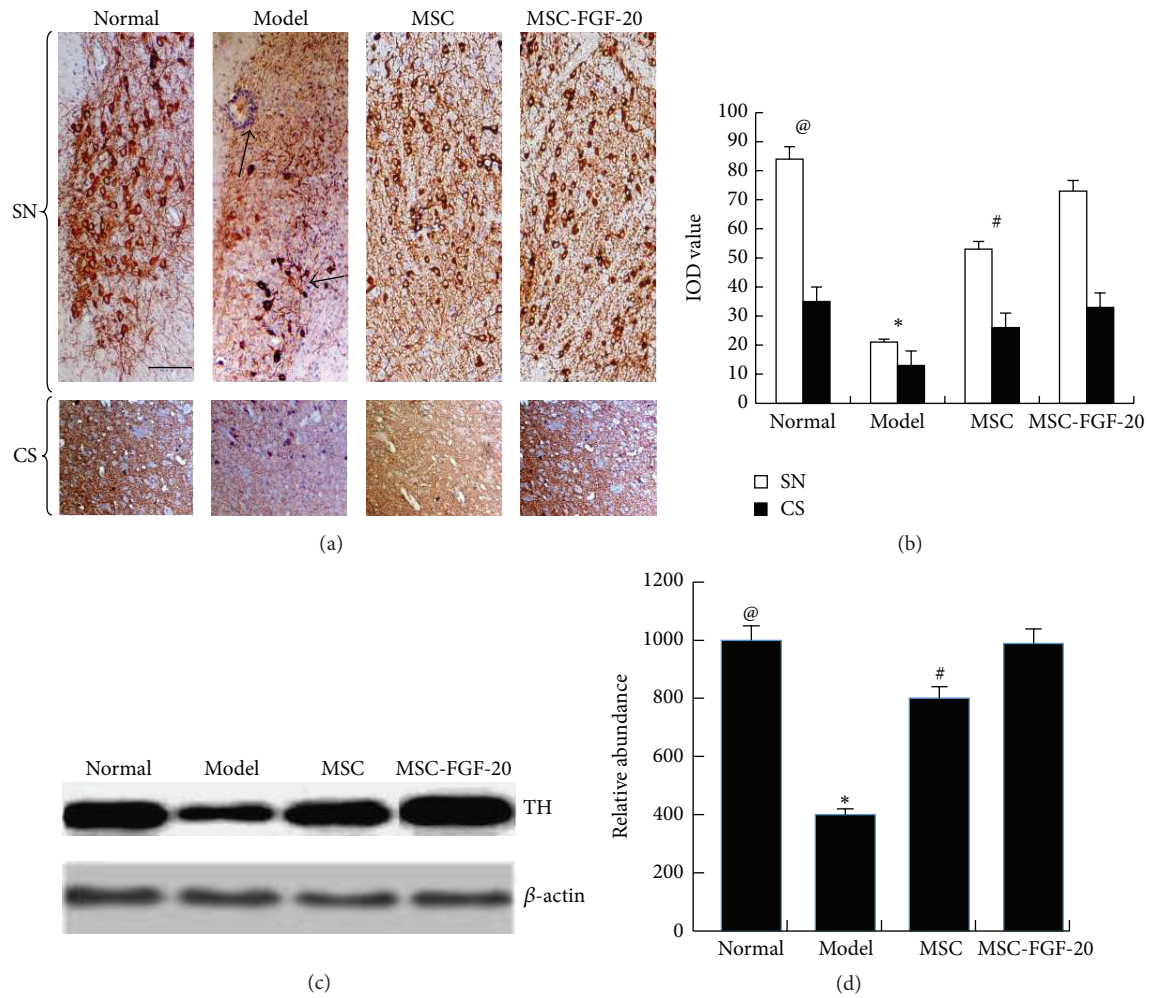 Normal Model MSC MSC-FGF-20
SN
CS
(a)
IOD value
100
90
80
70
60
50
40
30
20
10
0
@
*
#
Normal Model MSC MSC-FGF-20
SN
CS
(b)
Normal Model MSC MSC-FGF-20
TH
β-actin
(c)
Relative abundance
1200
1000
800
600
400
200
0
@
*
#
Normal Model MSC MSC-FGF-20
(d)